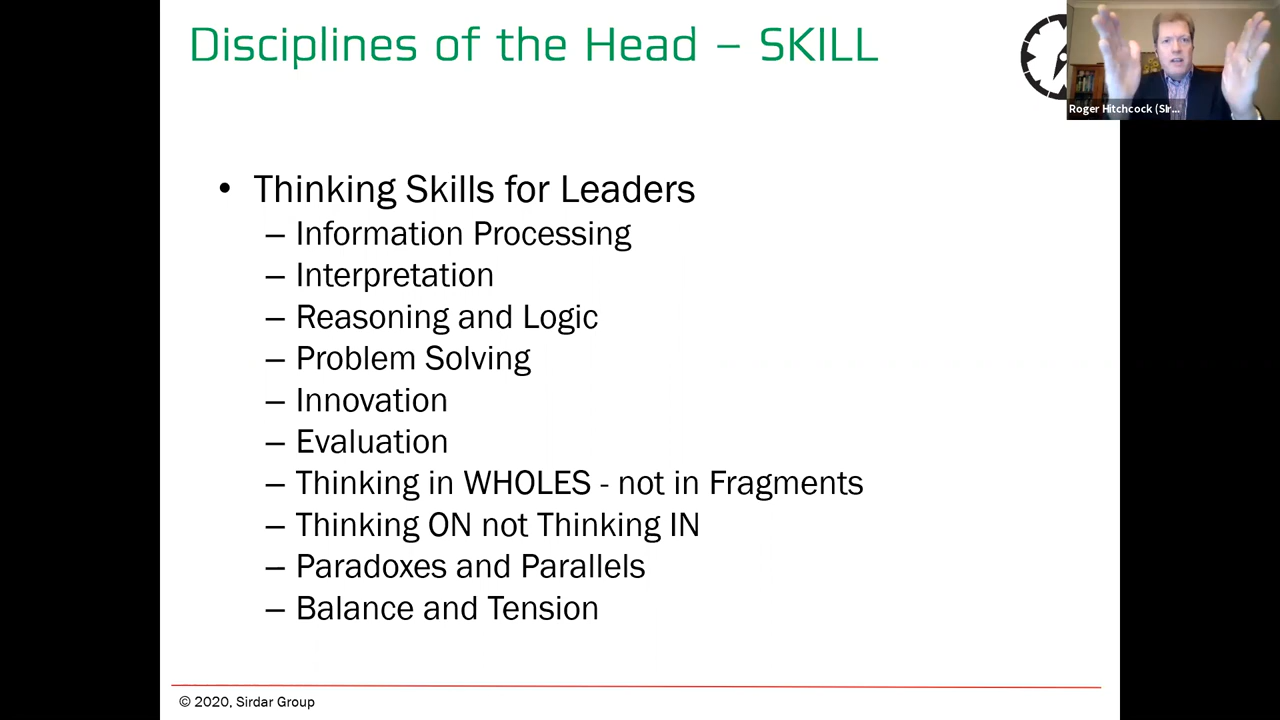 Disciplines of the Head – SKILL
Roger Hitchcock (Sir...
• Thinking Skills for Leaders
– Information Processing
– Interpretation
– Reasoning and Logic
– Problem Solving
– Innovation
– Evaluation
– Thinking in WHOLES - not in Fragments
– Thinking ON not Thinking IN
– Paradoxes and Parallels
– Balance and Tension
© 2020, Sirdar Group